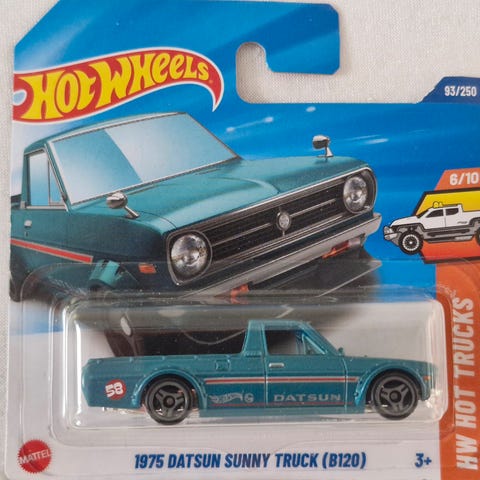 HOT WHEELS
93/250
6/10
HW HOT TRUCKS
58
DATSUN
MATTEL
1975 DATSUN SUNNY TRUCK (B120)
3+